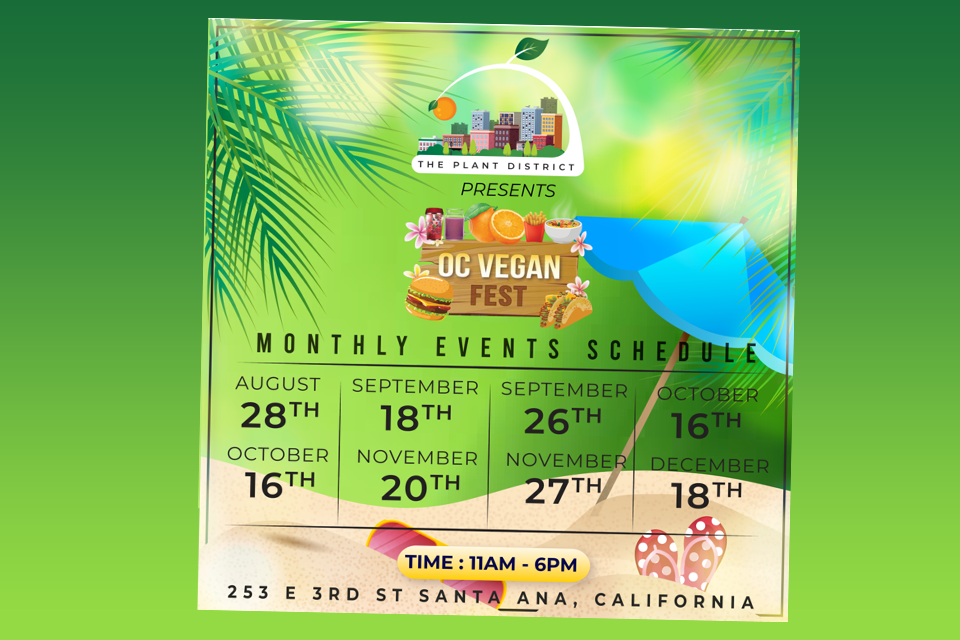 THE PLANT DISTRICT
PRESENTS
OC VEGAN
FEST
MONTHLY EVENTS SCHEDULE
AUGUST
28TH
SEPTEMBER
18TH
SEPTEMBER
26TH
OCTOBER
16TH
OCTOBER
16TH
NOVEMBER
20TH
NOVEMBER
27TH
DECEMBER
18TH
TIME : 11AM - 6PM
253 E 3RD ST SANTA ANA, CALIFORNIA